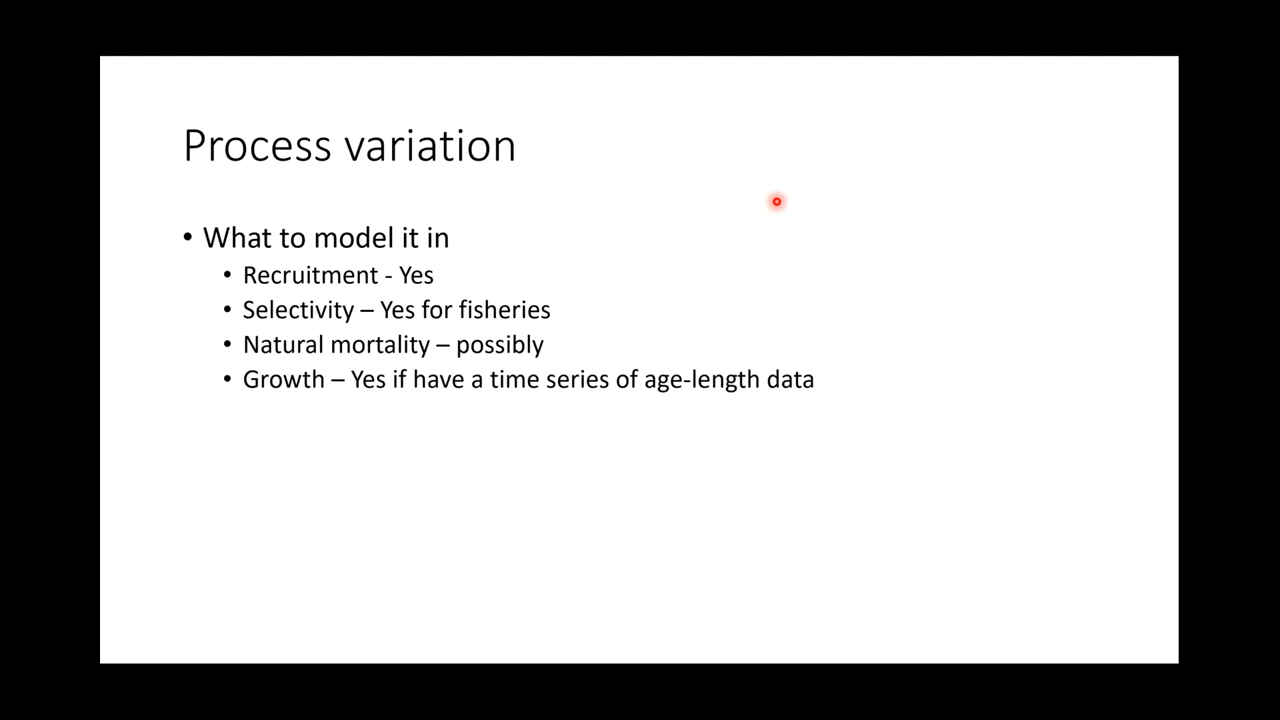 Process variation
• What to model it in
• Recruitment - Yes
• Selectivity – Yes for fisheries
• Natural mortality – possibly
• Growth – Yes if have a time series of age-length data